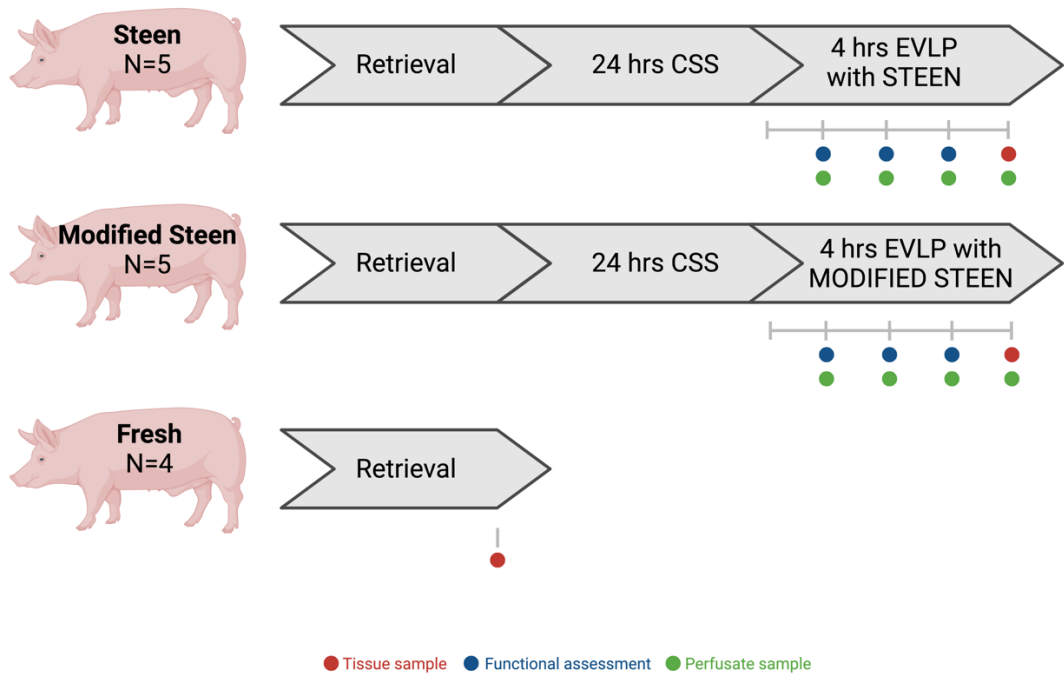 Steen
N=5
Retrieval
24 hrs CSS
4 hrs EVLP
with STEEN
Modified Steen
N=5
Retrieval
24 hrs CSS
4 hrs EVLP with
MODIFIED STEEN
Fresh
N=4
Retrieval
Tissue sample Functional assessment Perfusate sample